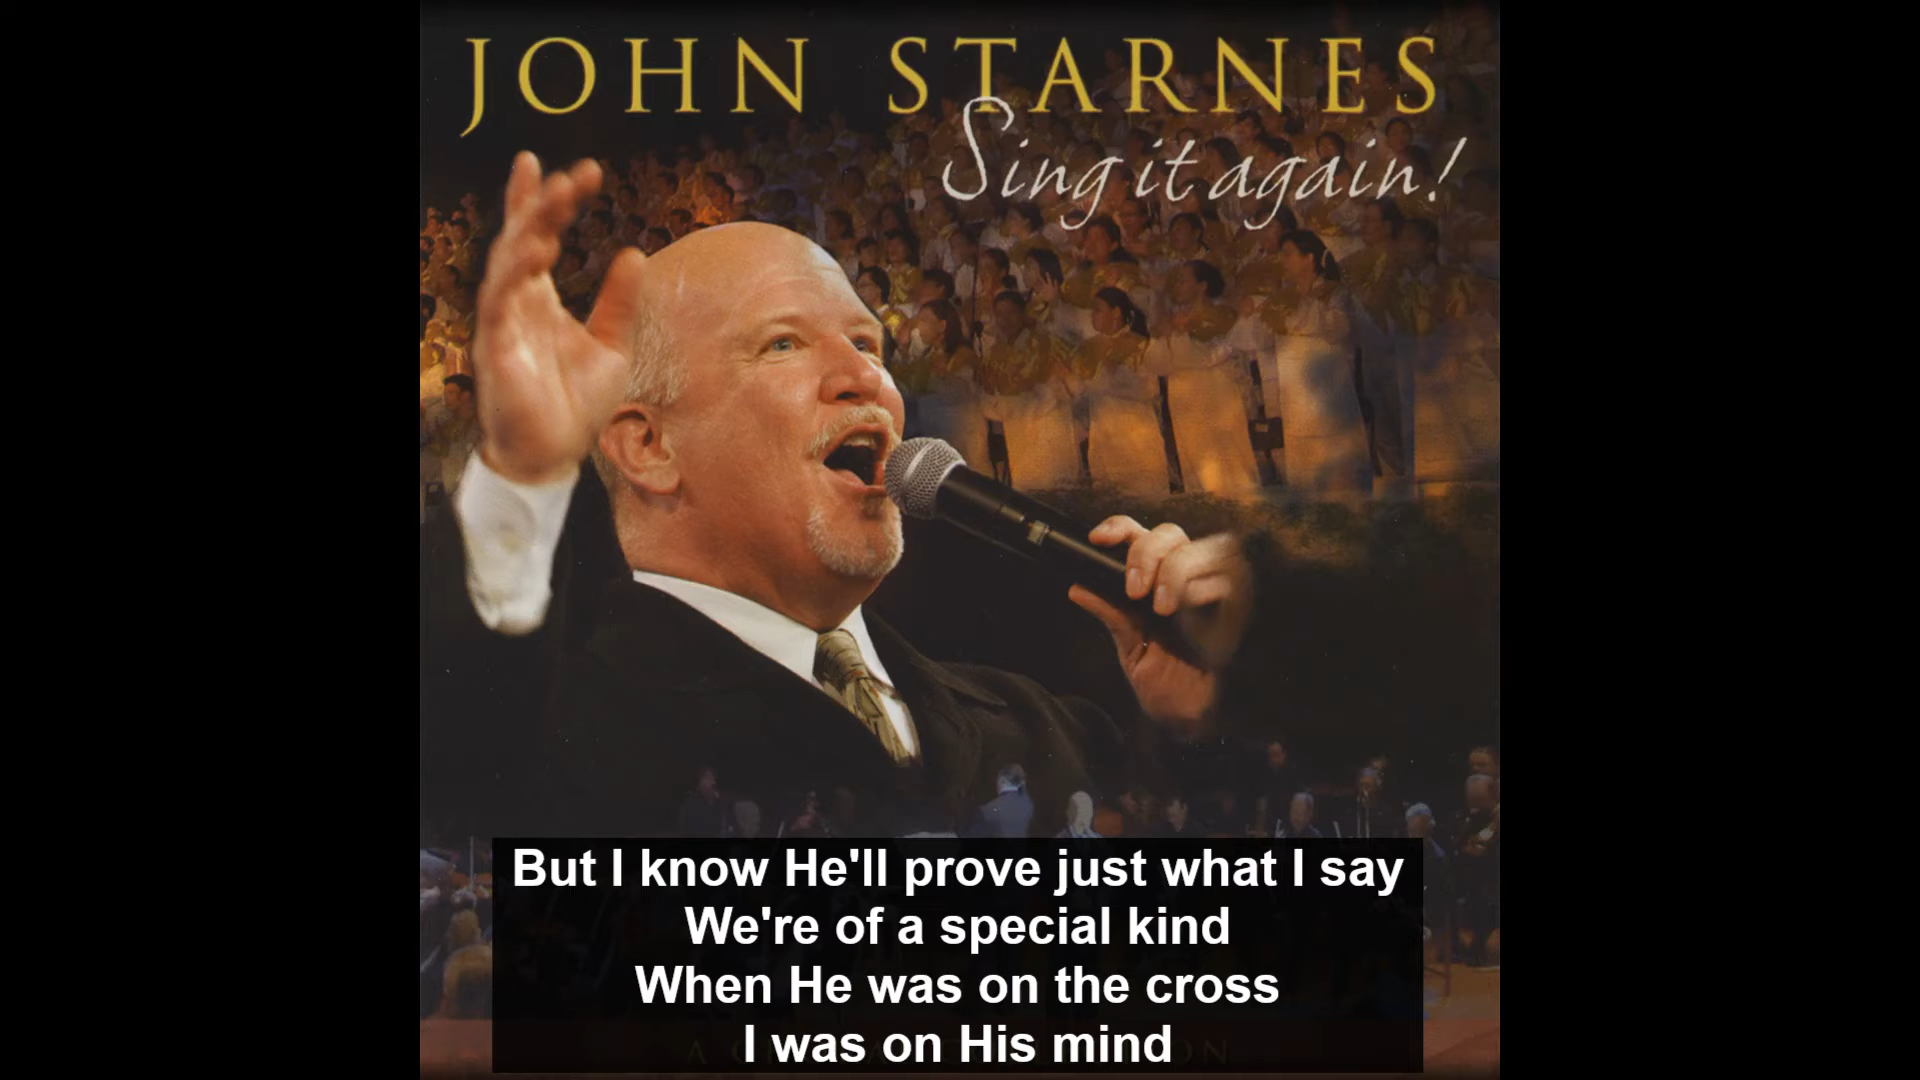 JOHN STARNES
Sing it again!
But I know He'll prove just what I say
We're of a special kind
When He was on the cross
I was on His mind